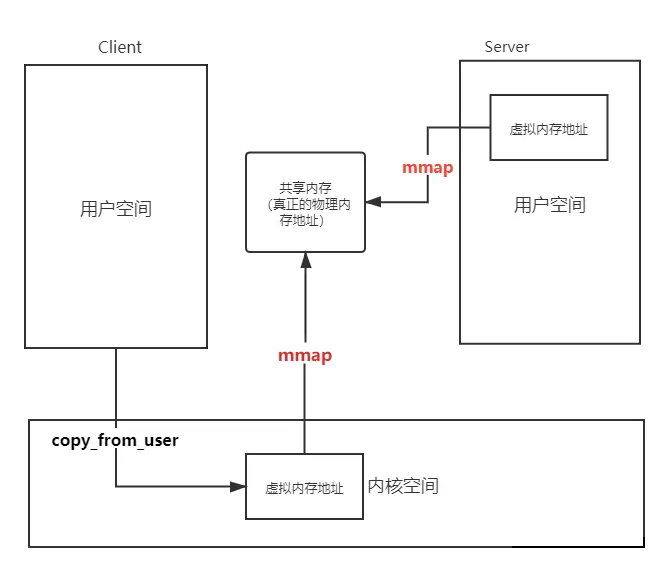 Client
Server
虚拟内存地址
mmap
共享内存
（真正的物理内
存地址）
用户空间
用户空间
mmap
copy_from_user
虚拟内存地址
内核空间